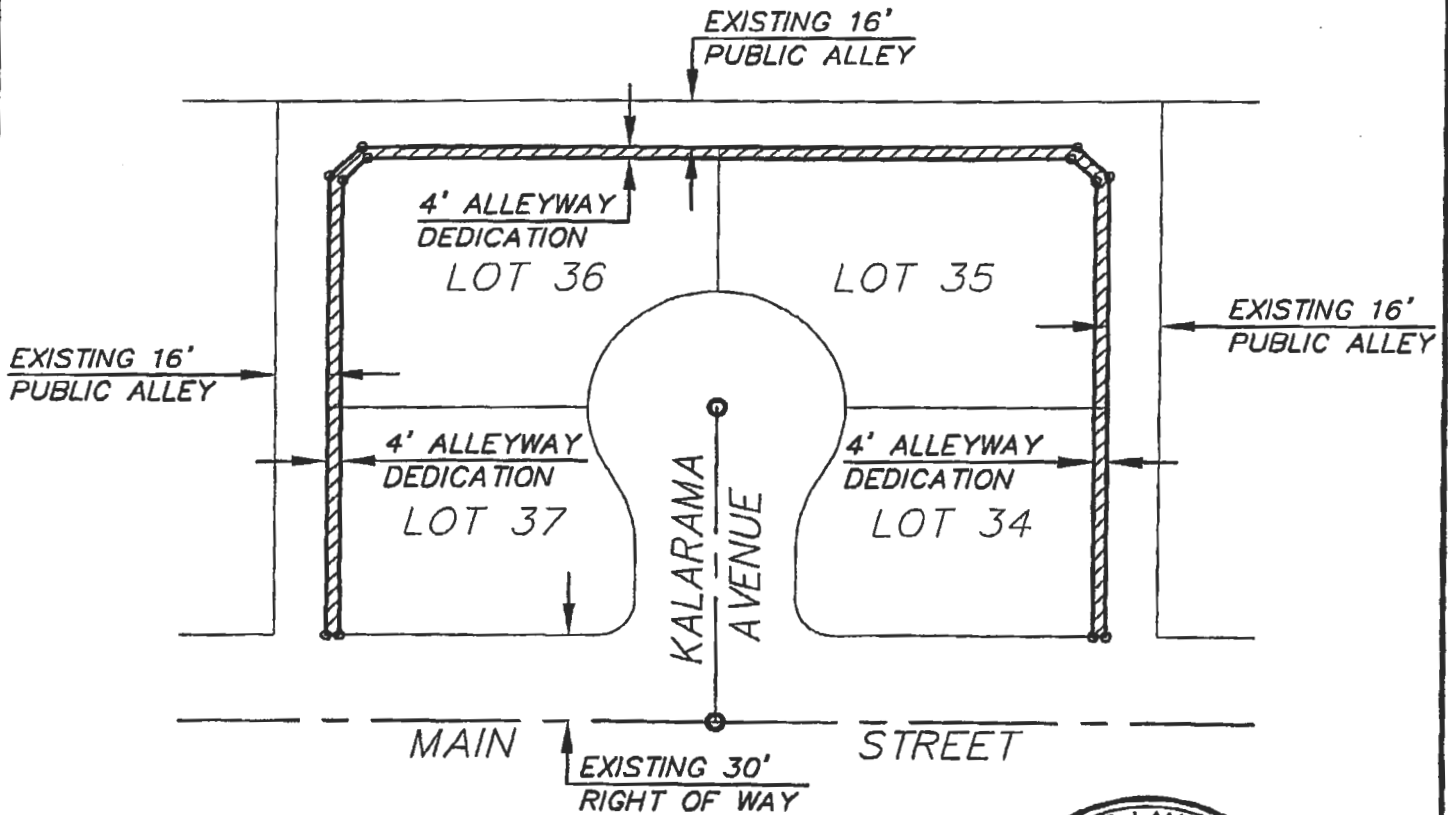 EXISTING 16'
PUBLIC ALLEY
4' ALLEYWAY
DEDICATION
LOT 36
LOT 35
EXISTING 16'
PUBLIC ALLEY
EXISTING 16'
PUBLIC ALLEY
4' ALLEYWAY
DEDICATION
LOT 37
4' ALLEYWAY
DEDICATION
LOT 34
KALARAMA
AVENUE
MAIN STREET
EXISTING 30'
RIGHT OF WAY